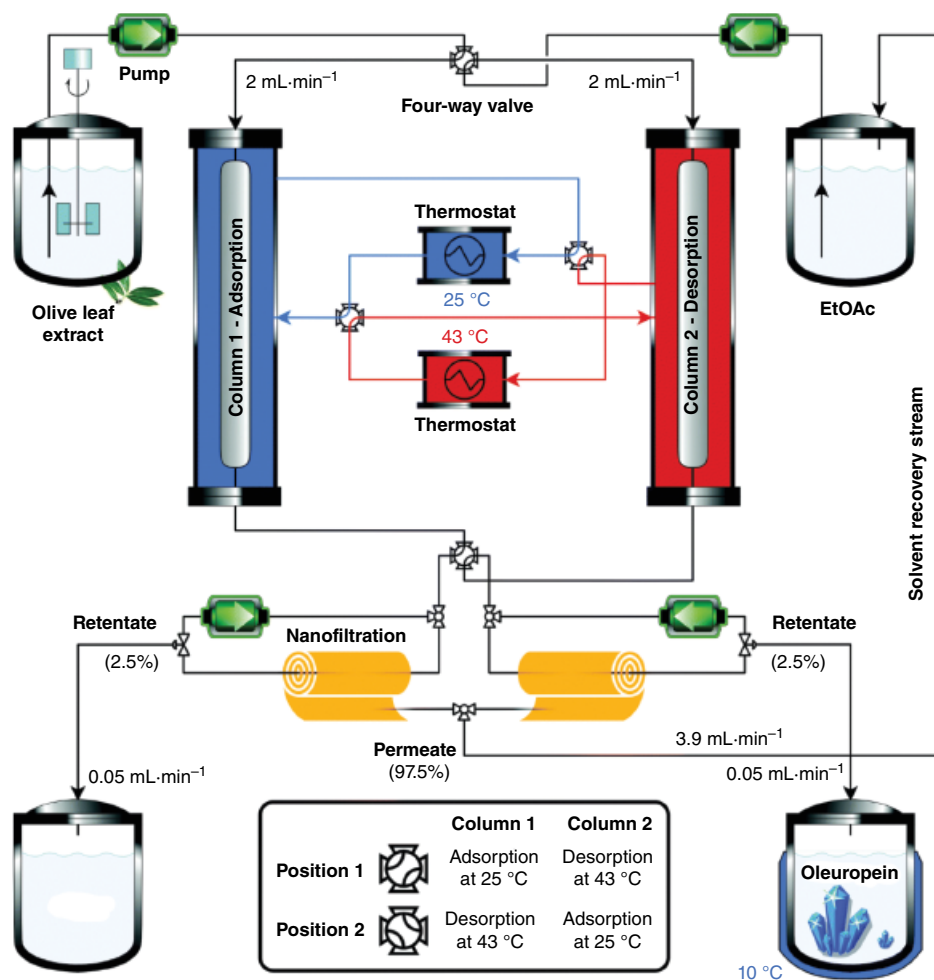 Pump
2 mL·min⁻¹
Four-way valve
2 mL·min⁻¹
Olive leaf
extract
EtOAc
Column 1 - Adsorption
Thermostat
25 °C
43 °C
Thermostat
Column 2 - Desorption
Solvent recovery stream
Retentate
(2.5%)
Nanofiltration
Retentate
(2.5%)
Permeate
(97.5%)
3.9 mL·min⁻¹
0.05 mL·min⁻¹
0.05 mL·min⁻¹
Column 1 Column 2
Position 1 Adsorption Desorption
at 25 °C at 43 °C
Position 2 Desorption Adsorption
at 43 °C at 25 °C
Oleuropein
10 °C